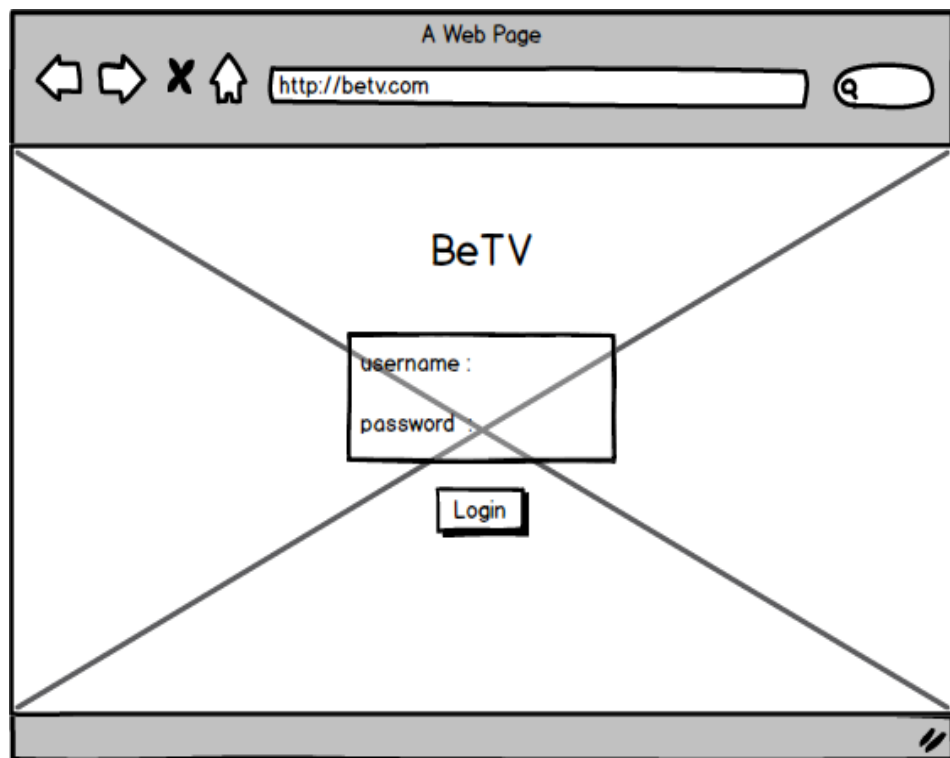 A Web Page
http://betv.com
BeTV
username :
password :
Login